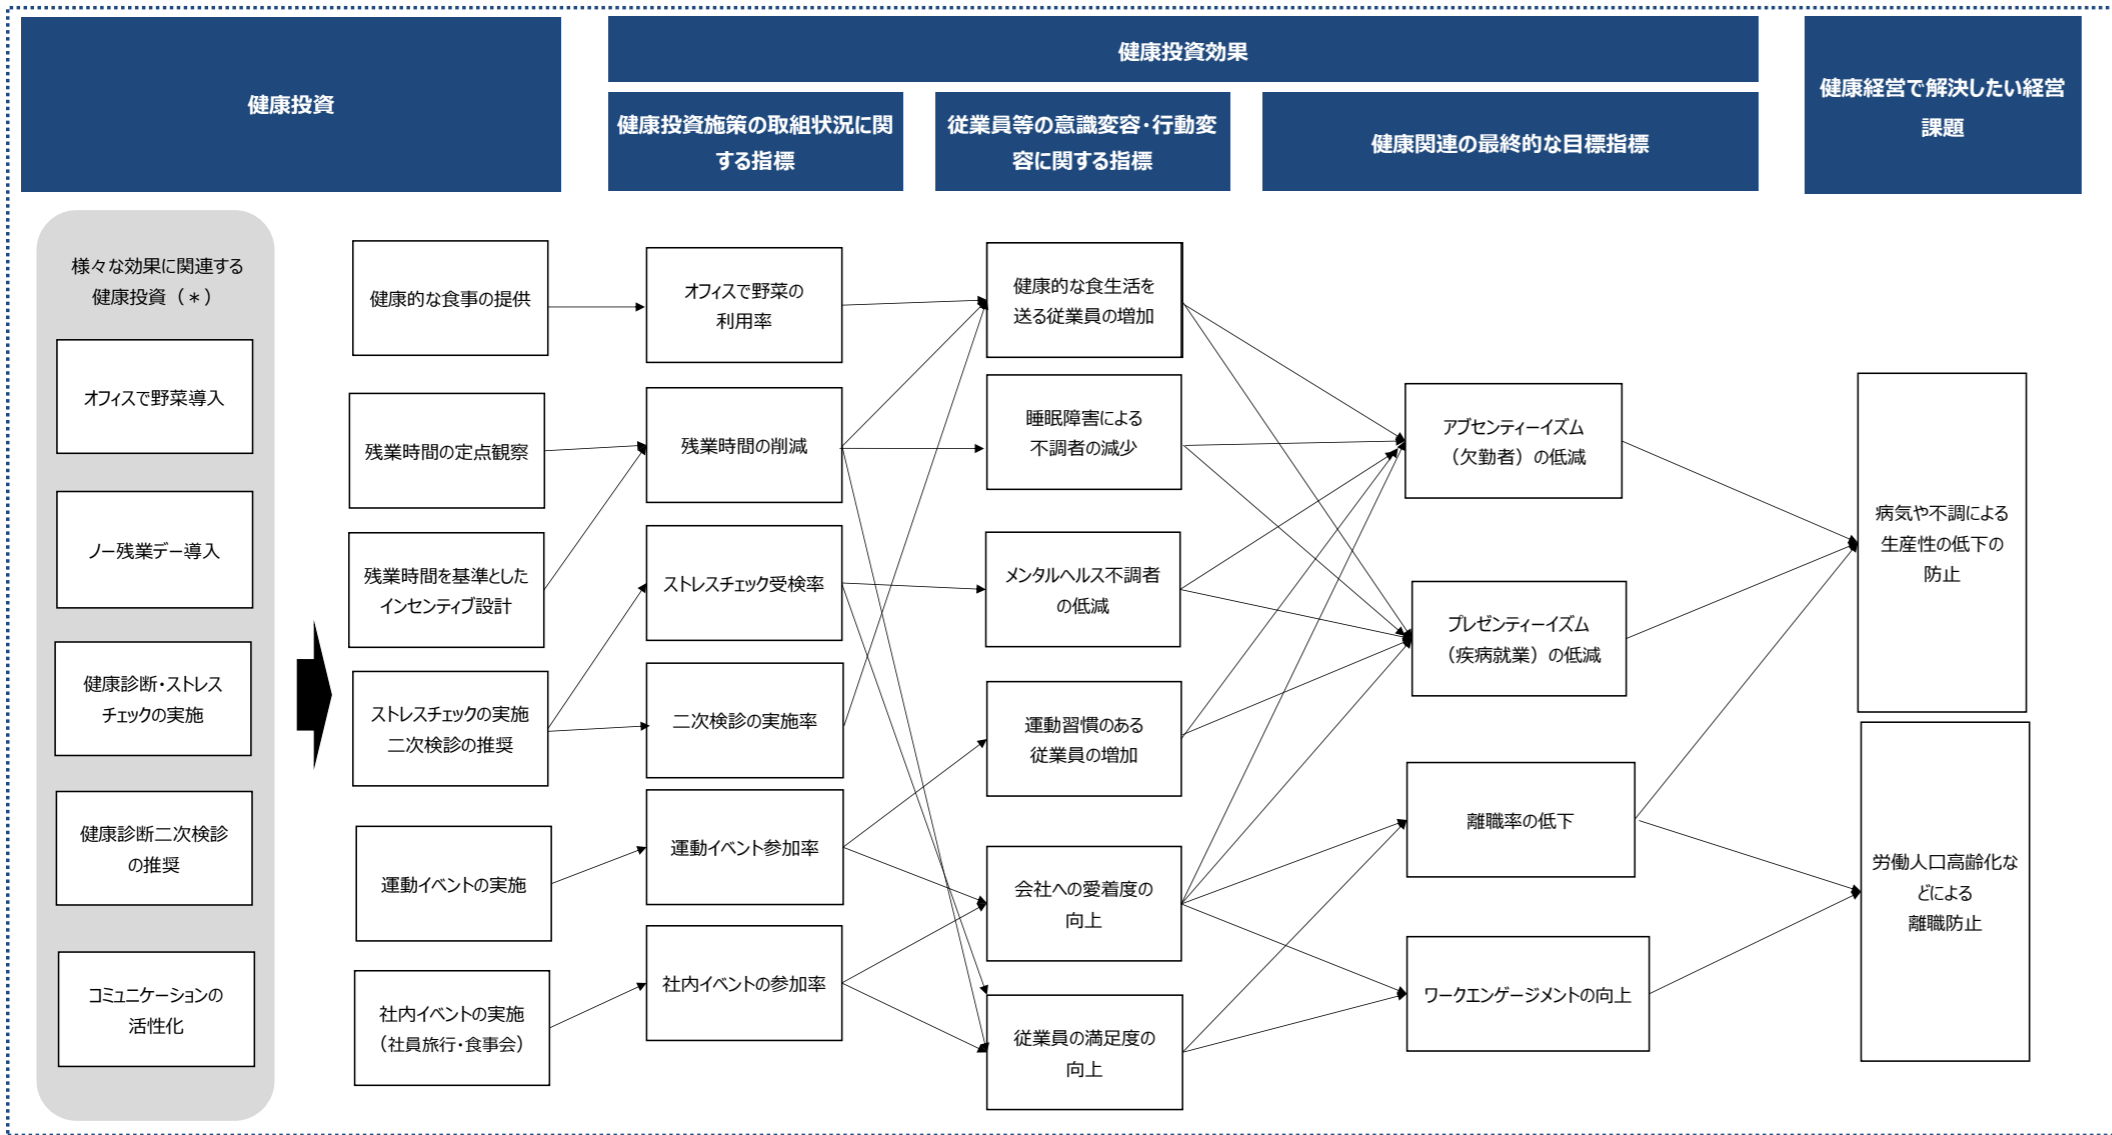 健康投資
健康投資効果
健康投資施策の取組状況に関
する指標
従業員等の意識変容・行動変
容に関する指標
健康関連の最終的な目標指標
健康経営で解決したい経営
課題
様々な効果に関連する
健康投資（＊）
オフィスで野菜導入
ノー残業デー導入
健康診断・ストレス
チェックの実施
健康診断二次検診
の推奨
コミュニケーションの
活性化
健康的な食事の提供
残業時間の定点観察
残業時間を基準とした
インセンティブ設計
ストレスチェックの実施
二次検診の推奨
運動イベントの実施
社内イベントの実施
（社員旅行・食事会）
オフィスで野菜の
利用率
残業時間の削減
ストレスチェック受検率
二次検診の実施率
運動イベント参加率
社内イベントの参加率
健康的な食生活を
送る従業員の増加
睡眠障害による
不調者の減少
メンタルヘルス不調者
の低減
運動習慣のある
従業員の増加
会社への愛着度の
向上
従業員の満足度の
向上
アブセンティーイズム
（欠勤者）の低減
プレゼンティーイズム
（疾病就業）の低減
離職率の低下
ワークエンゲージメントの向上
病気や不調による
生産性の低下の
防止
労働人口高齢化な
どによる
離職防止